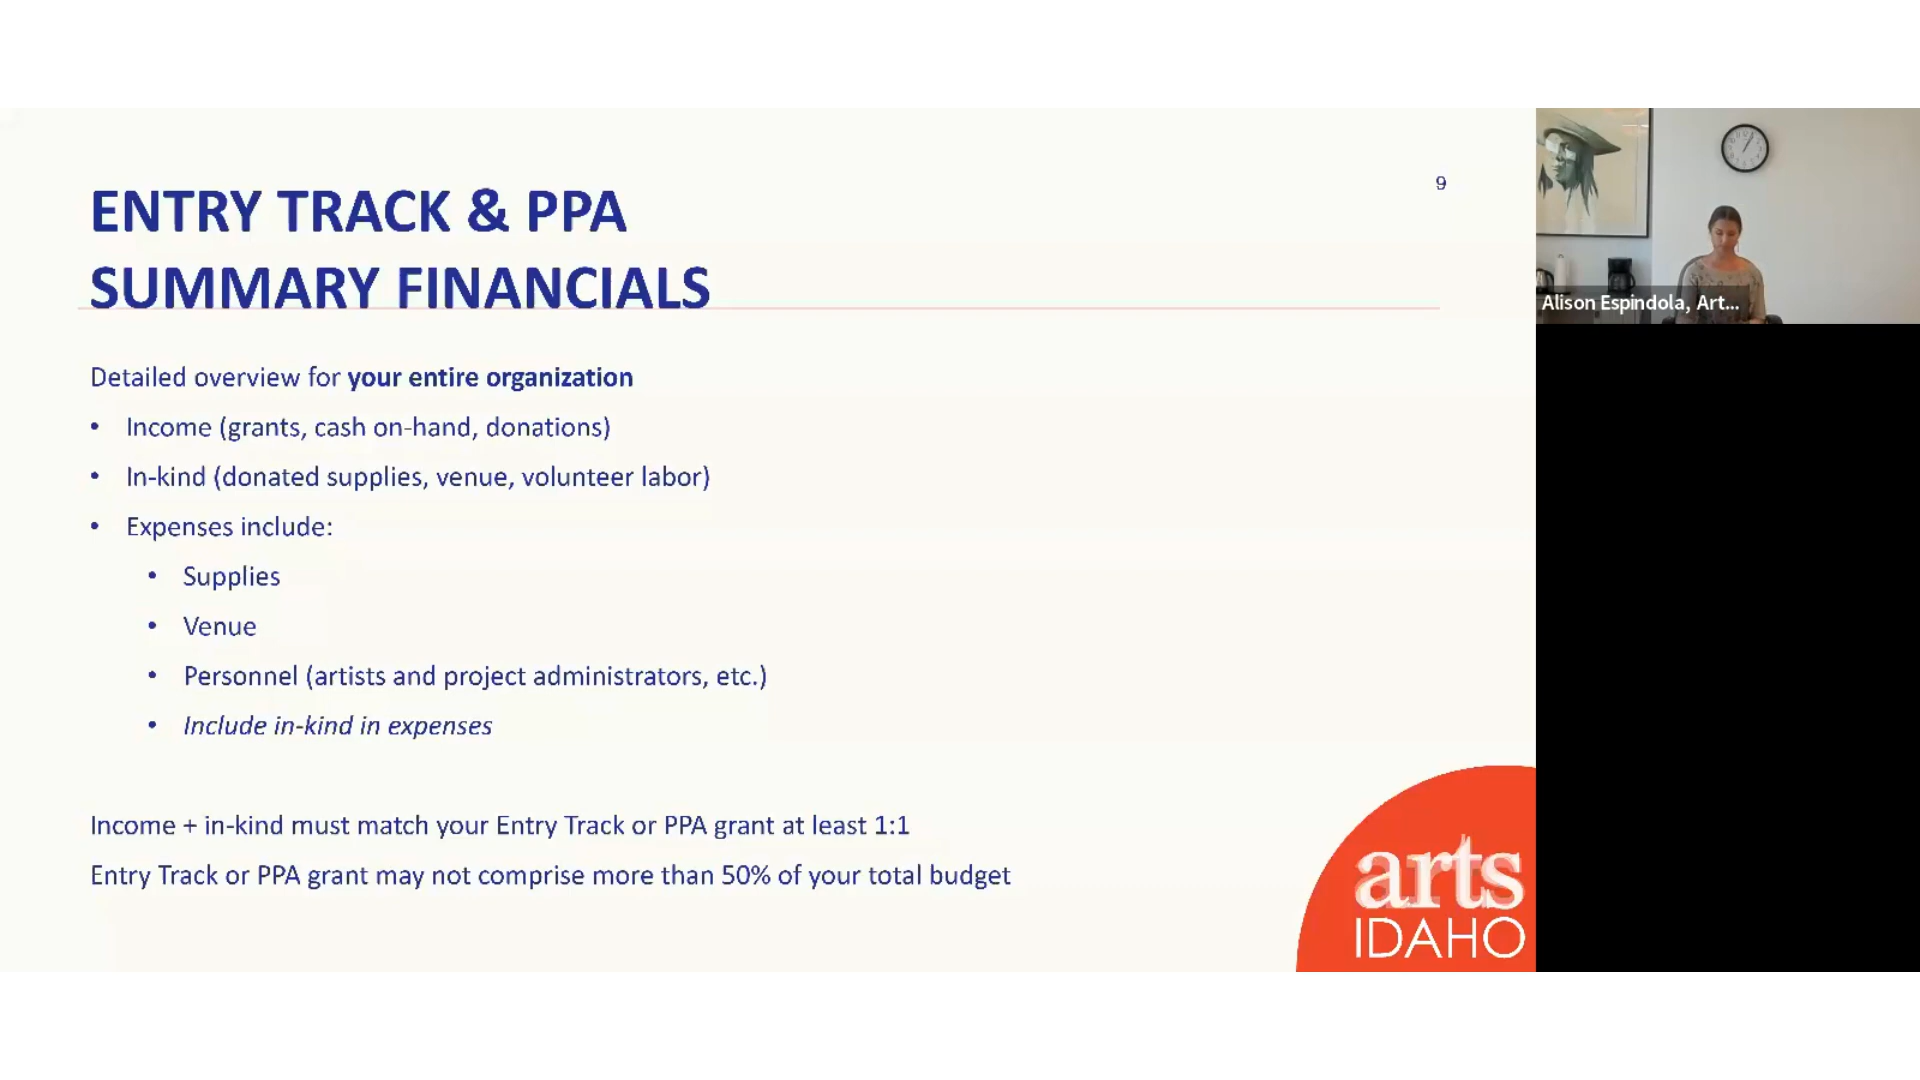 ENTRY TRACK & PPA
SUMMARY FINANCIALS
9
Detailed overview for your entire organization
• Income (grants, cash on-hand, donations)
• In-kind (donated supplies, venue, volunteer labor)
• Expenses include:
• Supplies
• Venue
• Personnel (artists and project administrators, etc.)
• Include in-kind in expenses
Income + in-kind must match your Entry Track or PPA grant at least 1:1
Entry Track or PPA grant may not comprise more than 50% of your total budget
arts
IDAHO
Alison Espindola, Art...